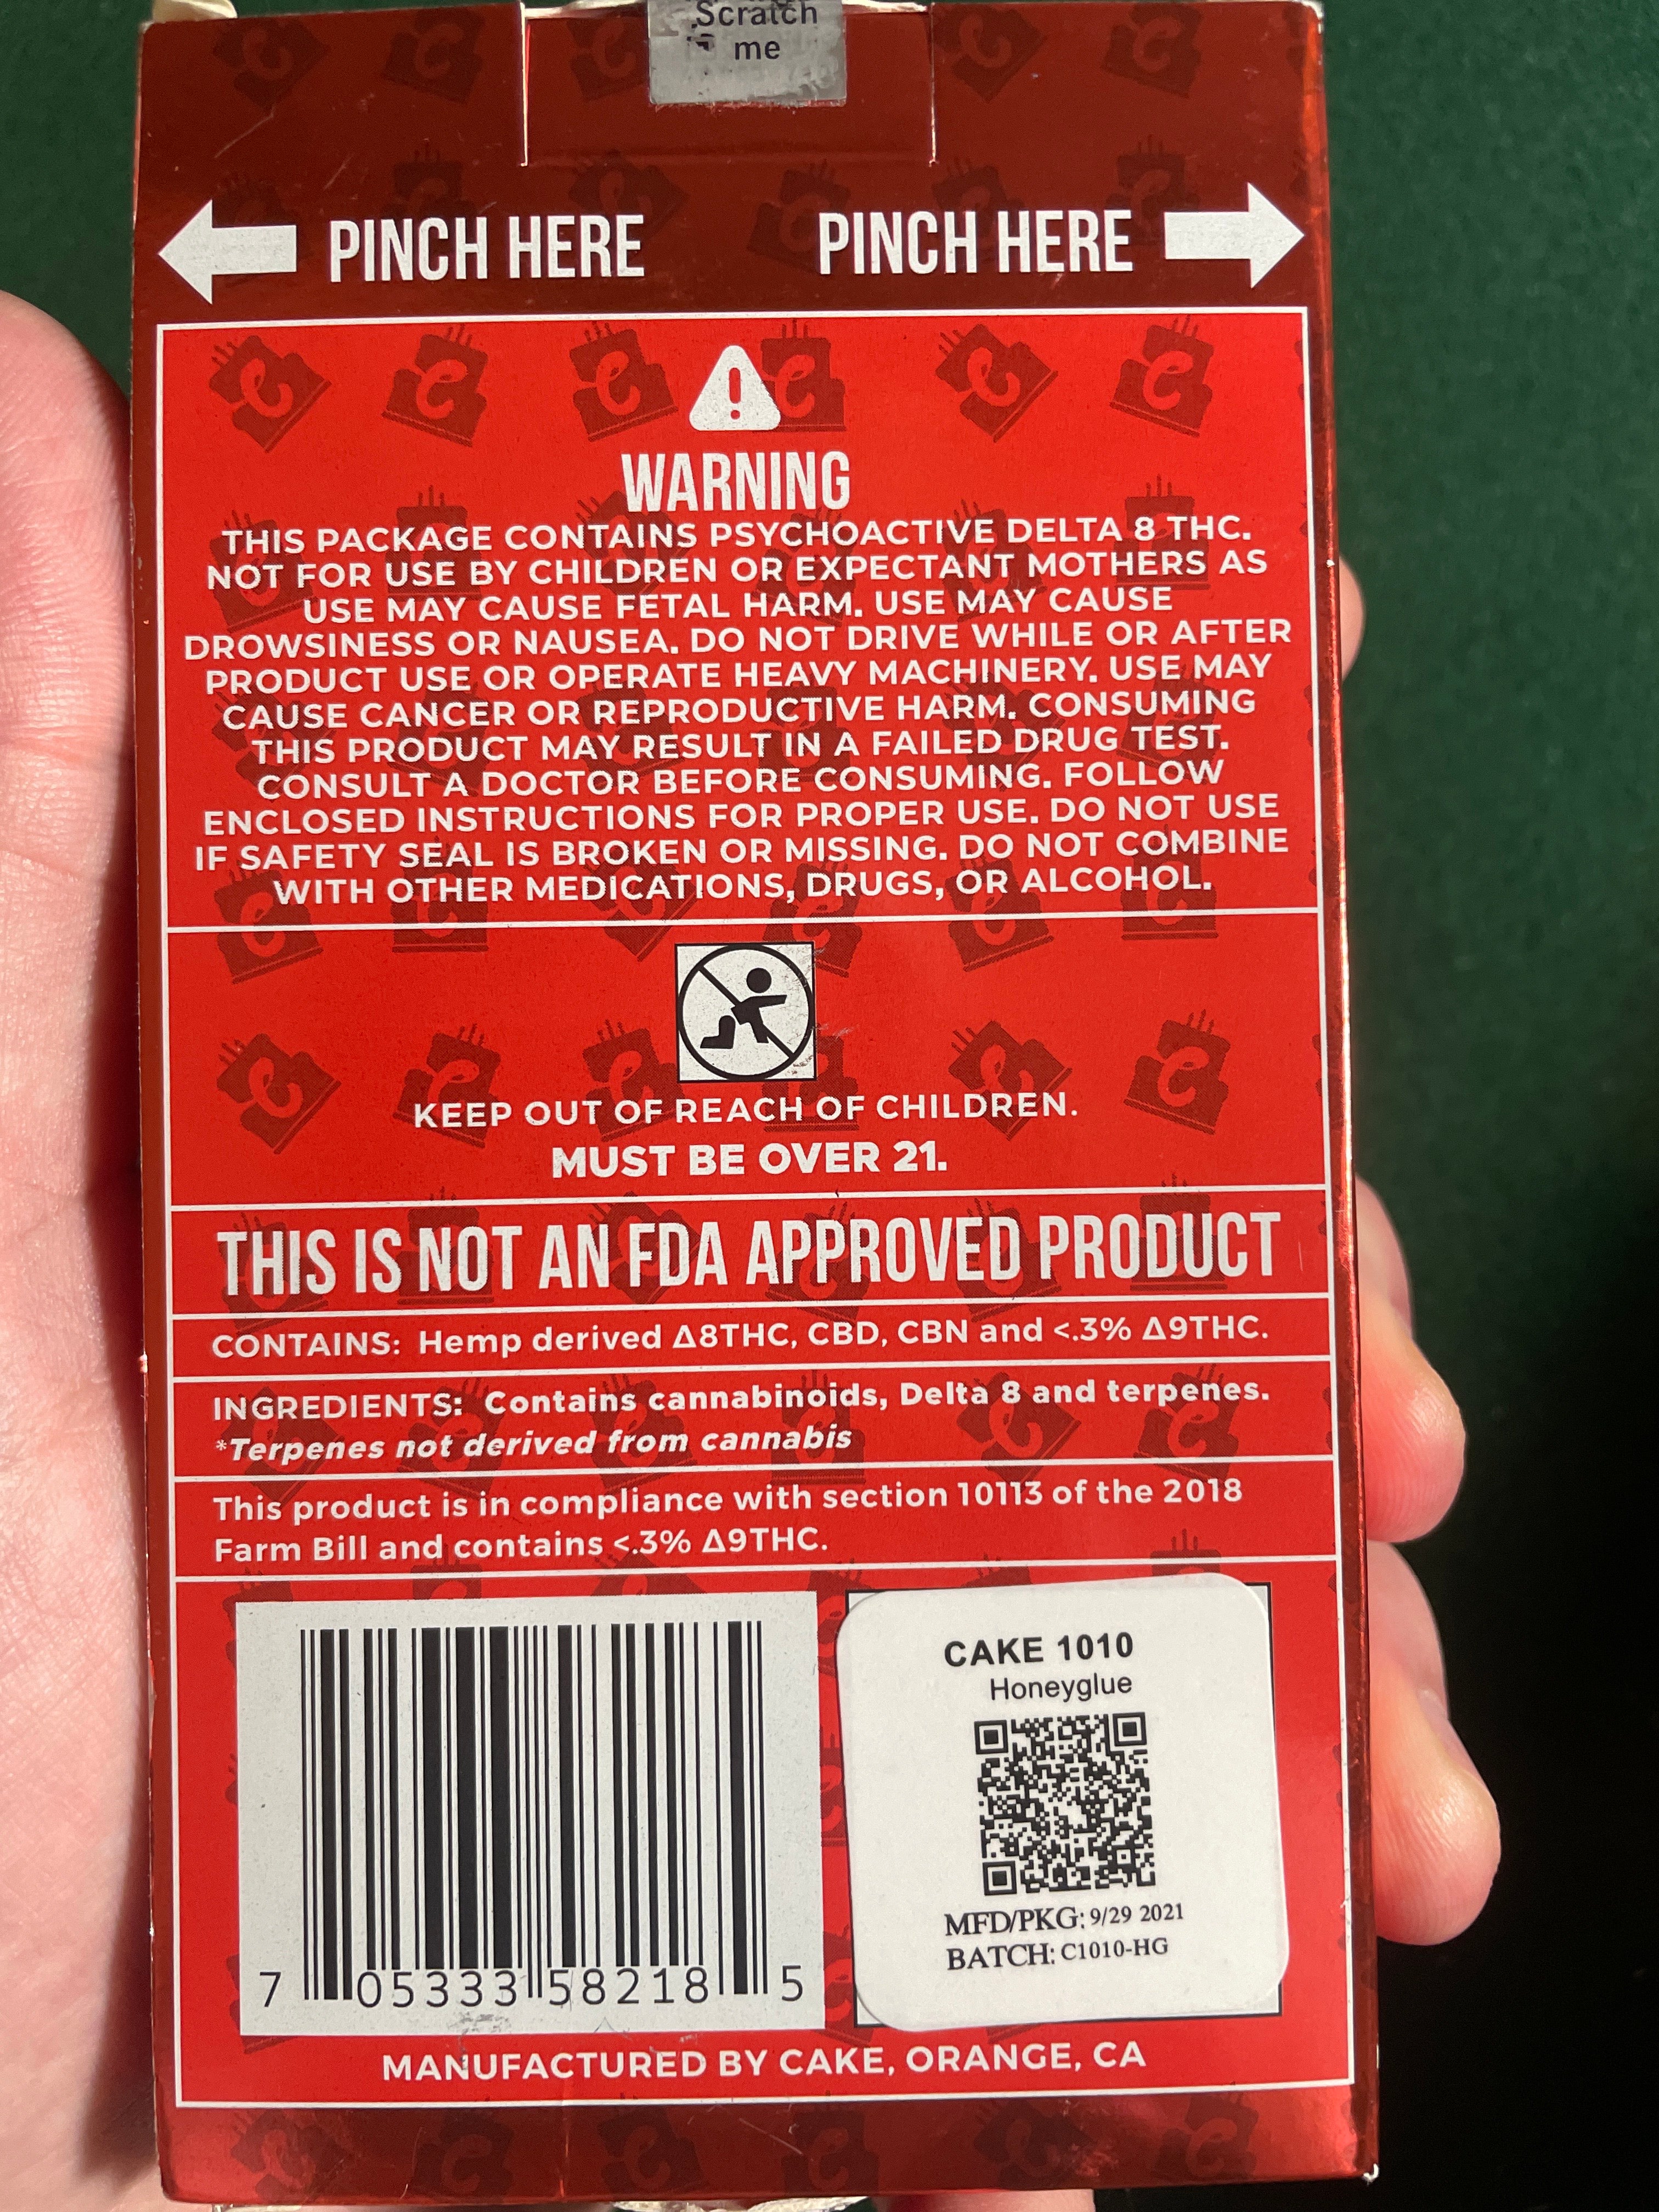 Scratch
me
PINCH HERE PINCH HERE
WARNING
THIS PACKAGE CONTAINS PSYCHOACTIVE DELTA 8 THC.
NOT FOR USE BY CHILDREN OR EXPECTANT MOTHERS AS
USE MAY CAUSE FETAL HARM. USE MAY CAUSE
DROWSINESS OR NAUSEA. DO NOT DRIVE WHILE OR AFTER
PRODUCT USE OR OPERATE HEAVY MACHINERY. USE MAY
CAUSE CANCER OR REPRODUCTIVE HARM. CONSUMING
THIS PRODUCT MAY RESULT IN A FAILED DRUG TEST.
CONSULT A DOCTOR BEFORE CONSUMING. FOLLOW
ENCLOSED INSTRUCTIONS FOR PROPER USE. DO NOT USE
IF SAFETY SEAL IS BROKEN OR MISSING. DO NOT COMBINE
WITH OTHER MEDICATIONS, DRUGS, OR ALCOHOL.
KEEP OUT OF REACH OF CHILDREN.
MUST BE OVER 21.
THIS IS NOT AN FDA APPROVED PRODUCT
CONTAINS: Hemp derived Δ8THC, CBD, CBN and <.3% Δ9THC.
INGREDIENTS: Contains cannabinoids, Delta 8 and terpenes.
*Terpenes not derived from cannabis
This product is in compliance with section 10113 of the 2018
Farm Bill and contains <.3% Δ9THC.
CAKE 1010
Honeyglue
MFD/PKG: 9/29 2021
BATCH: C1010-HG
7 05333 58218 5
MANUFACTURED BY CAKE, ORANGE, CA